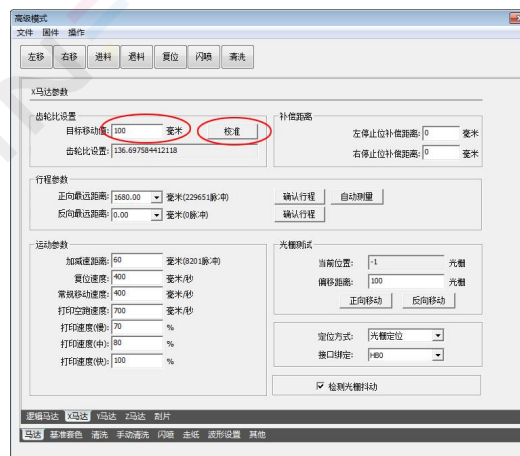 高级模式
文件 固件 操作
左移 右移 进料 退料 复位 闪喷 清洗
X马达参数
齿轮比设置
目标移动值: 100 毫米 校准
齿轮比设置: 136.697584412118
补偿距离
左停止位补偿距离: 0 毫米
右停止位补偿距离: 0 毫米
行程参数
正向最远距离: 1680.00 毫米(229651脉冲) 确认行程 自动测量
反向最远距离: 0.00 毫米(0脉冲) 确认行程
运动参数
加减速距离: 60 毫米(8201脉冲)
复位速度: 400 毫米/秒
常规移动速度: 400 毫米/秒
打印空跑速度: 700 毫米/秒
打印速度(慢): 70 %
打印速度(中): 80 %
打印速度(快): 100 %
光栅测试
当前位置: -1 光栅
偏移距离: 100 光栅
正向移动 反向移动
定位方式: 光栅定位
接口绑定: HB0
检测光栅抖动
逻辑马达 X马达 Y马达 Z马达 刮片
马达 基准套色 清洗 手动清洗 闪喷 走纸 波形设置 其他